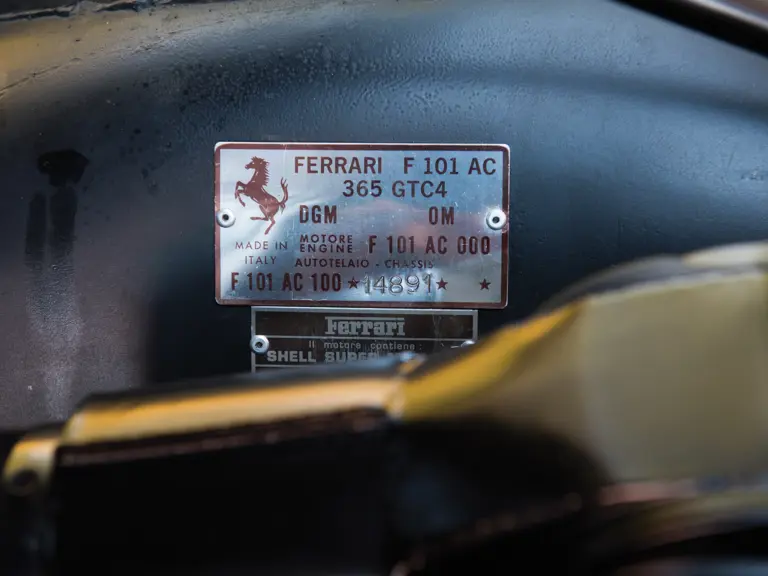 FERRARI F 101 AC
365 GTC4
DGM OM
MADE IN ITALY
MOTORE ENGINE F 101 AC 000
AUTOTELAIO - CHASSIS
F 101 AC 100 ★14891★ ★
Ferrari
Il motore contiene:
SHELL SUPER